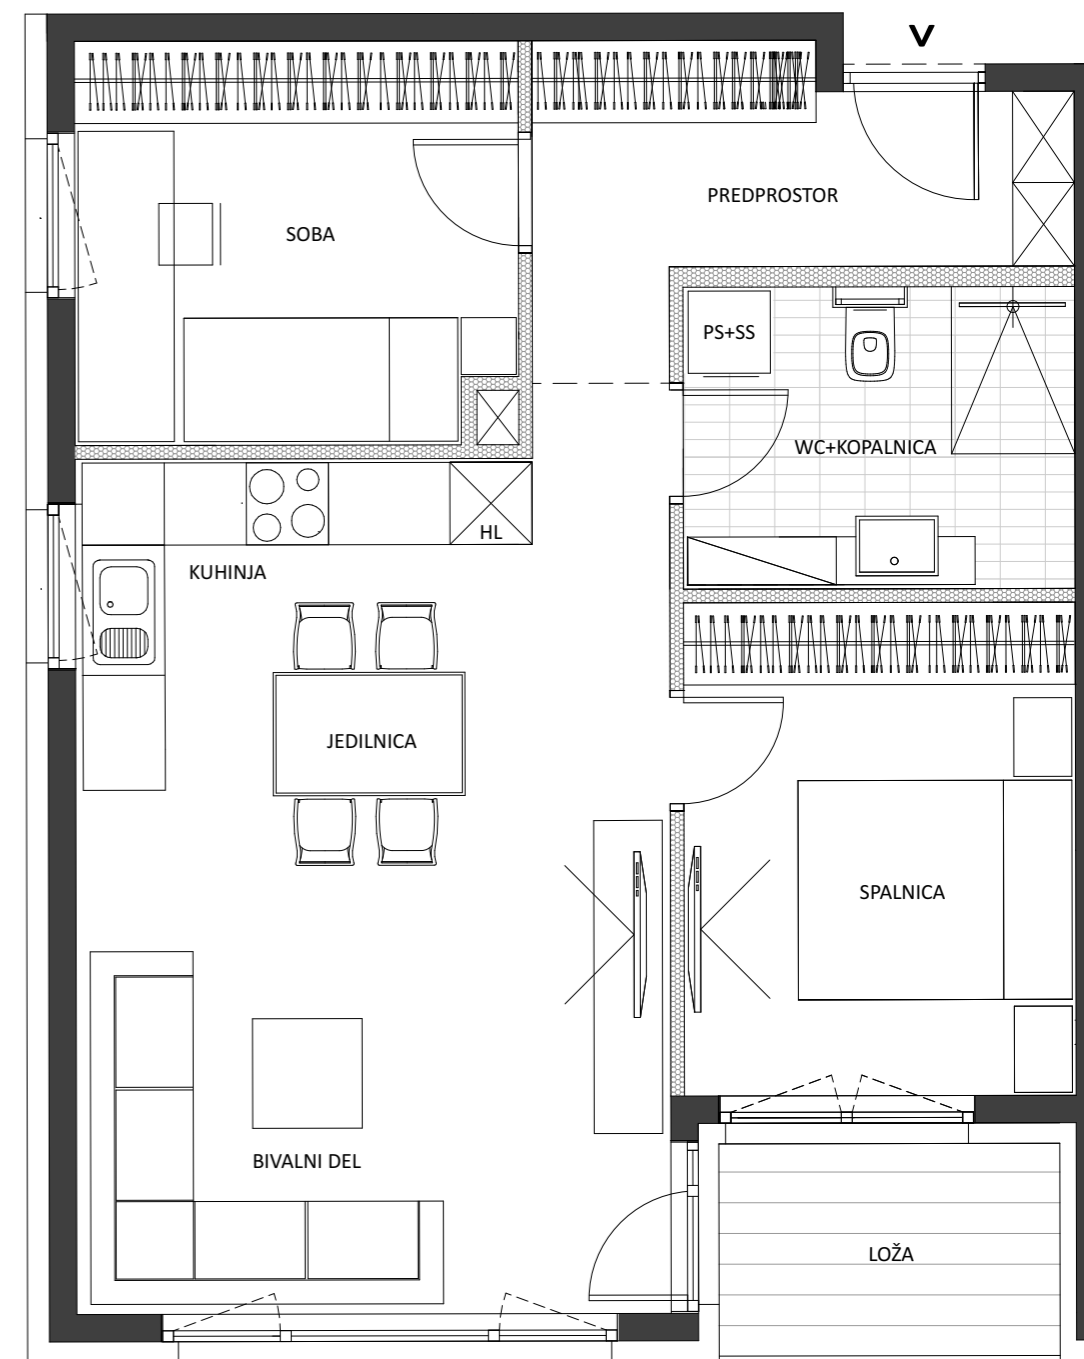 V
PREDPROSTOR
SOBA
PS+SS
WC+KOPALNICA
HL
KUHINJA
JEDILNICA
SPALNICA
BIVALNI DEL
LOŽA